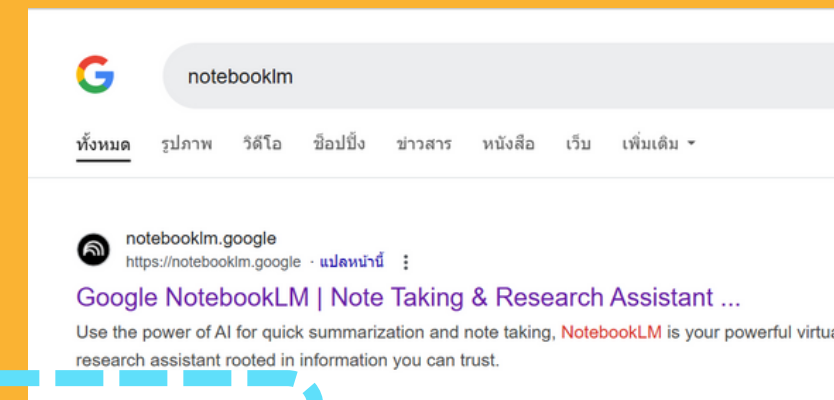 notebooklm
ทั้งหมด รูปภาพ วิดีโอ ช็อปปิ้ง ข่าวสาร หนังสือ เว็บ เพิ่มเติม
notebooklm.google
https://notebooklm.google · แปลหน้านี้
Google NotebookLM | Note Taking & Research Assistant ...
Use the power of AI for quick summarization and note taking, NotebookLM is your powerful virtua
research assistant rooted in information you can trust.